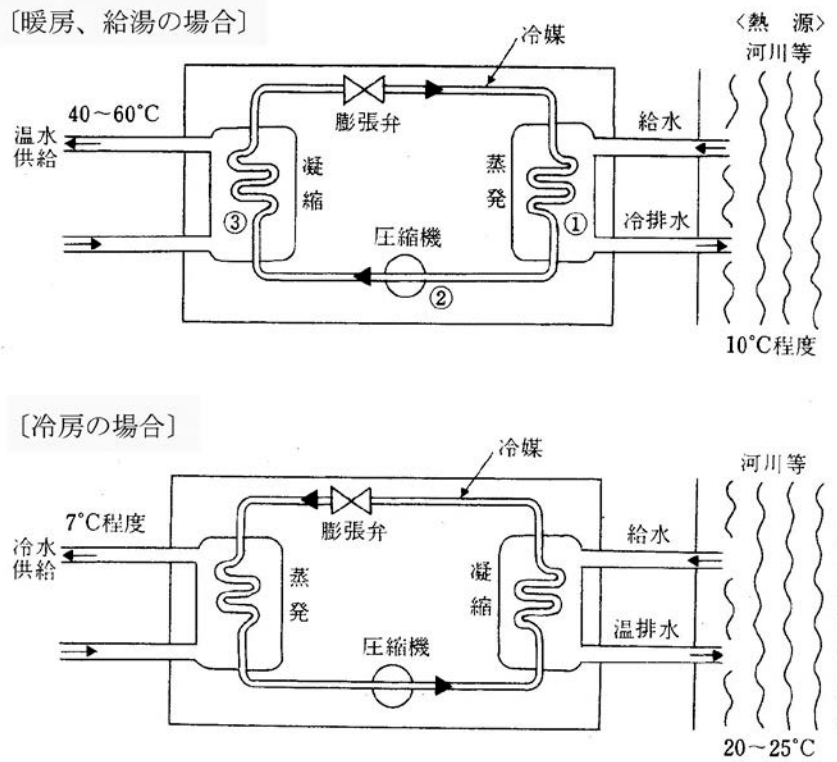 〔暖房、給湯の場合〕
〈熱 源〉
河川等
冷媒
40～60℃
膨張弁
給水
温水
供給
凝縮
蒸発
③
①
冷排水
圧縮機
②
10℃程度
〔冷房の場合〕
冷媒
河川等
7℃程度
膨張弁
給水
冷水
供給
蒸発
凝縮
温排水
圧縮機
20～25℃